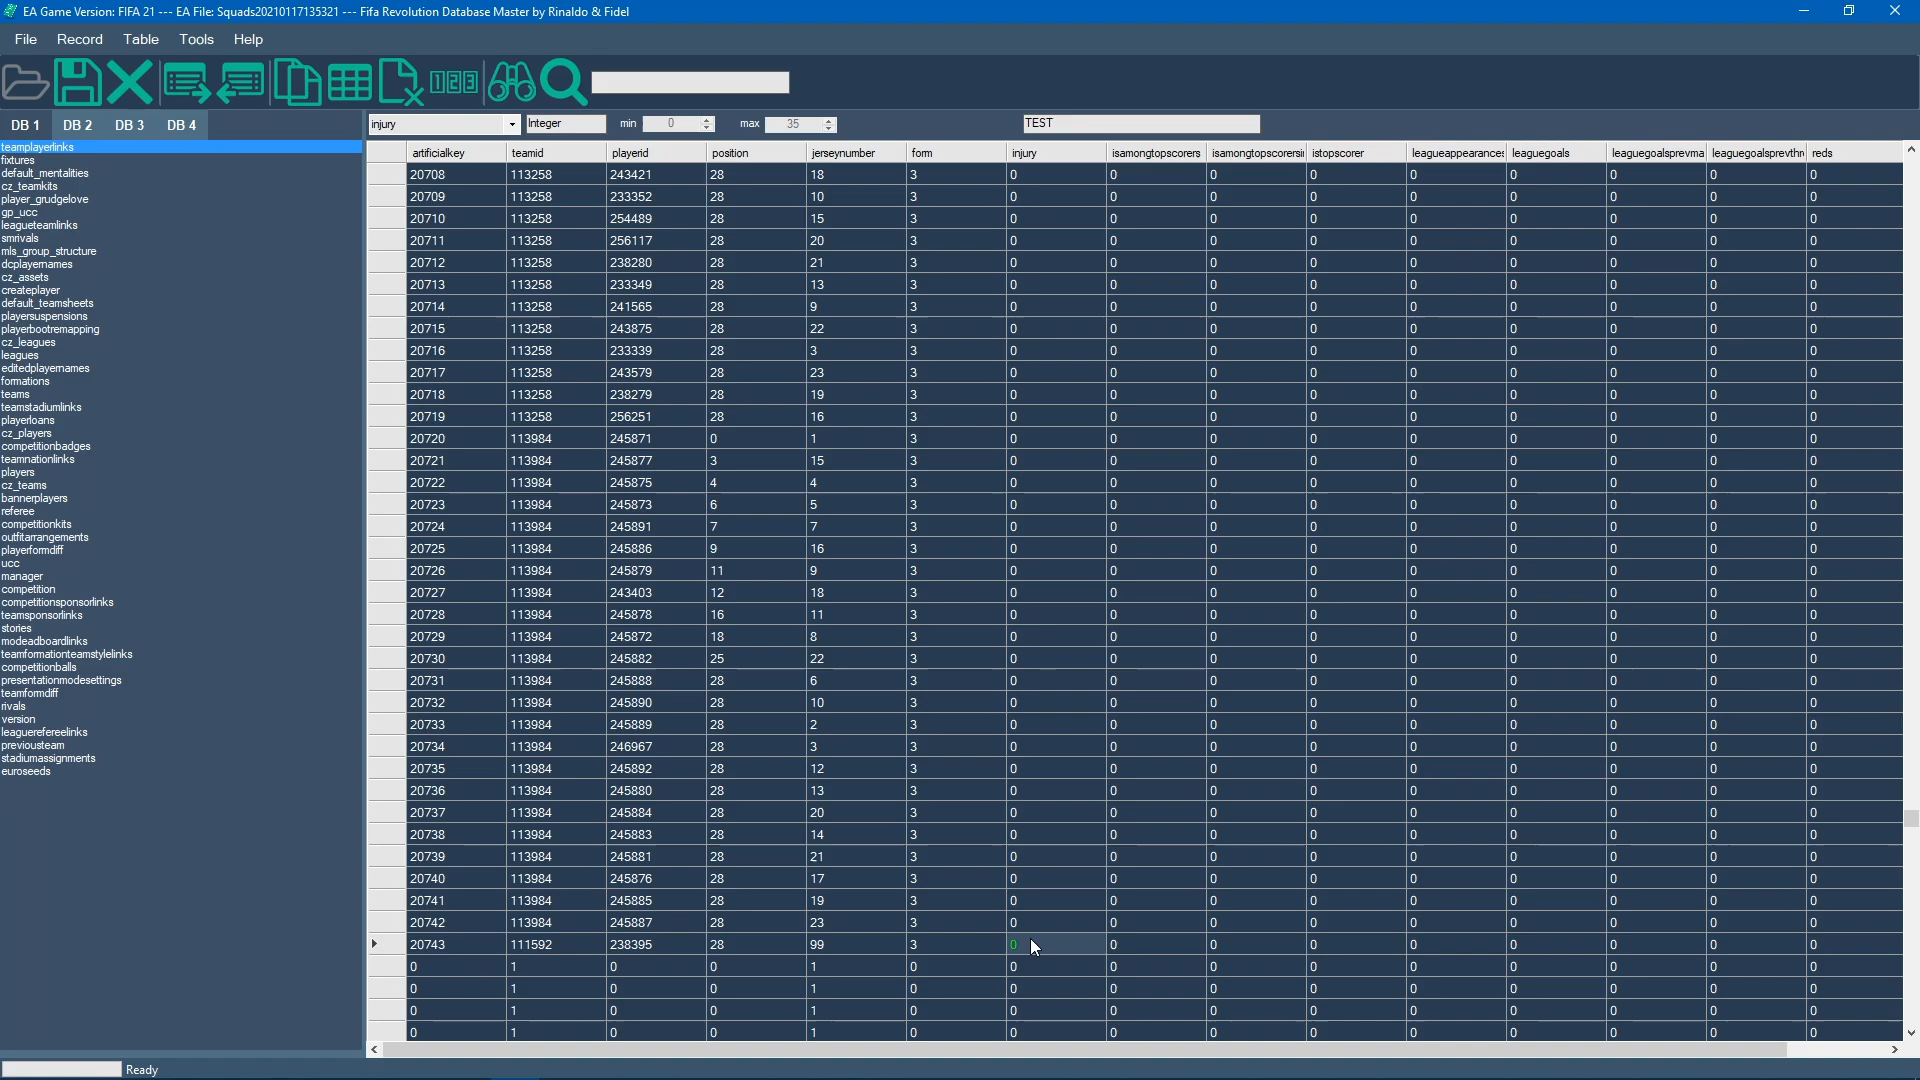 EA Game Version: FIFA 21 --- EA File: Squads20210117135321 --- Fifa Revolution Database Master by Rinaldo & Fidel
File Record Table Tools Help
123
DB 1 DB 2 DB 3 DB 4
injury Integer min 0 max 35 TEST
teamplayerlinks
fixtures
default_mentalities
cz_teamkits
player_grudgelove
gp_ucc
leagueteamlinks
smrivals
mls_group_structure
dcplayernames
cz_assets
createplayer
default_teamsheets
playersuspensions
playerbootremapping
cz_leagues
leagues
editedplayernames
formations
teams
teamstadiumlinks
playerloans
cz_players
competitionbadges
teamnationlinks
players
cz_teams
bannerplayers
referee
competitionkits
outfitarrangements
playerformdiff
ucc
manager
competition
competitionsponsorlinks
teamsponsorlinks
stories
modeadboardlinks
teamformationteamstylelinks
competitionballs
presentationmodesettings
teamformdiff
rivals
version
leaguerefereelinks
previousteam
stadiumassignments
euroseeds
artificialkey teamid playerid position jerseynumber form injury isamongtopscorers isamongtopscorersi istopscorer leagueappearances leaguegoals leaguegoalsprevma leaguegoalsprevthr reds
20708 113258 243421 28 18 3 0 0 0 0 0 0 0 0 0
20709 113258 233352 28 10 3 0 0 0 0 0 0 0 0 0
20710 113258 254489 28 15 3 0 0 0 0 0 0 0 0 0
20711 113258 256117 28 20 3 0 0 0 0 0 0 0 0 0
20712 113258 238280 28 21 3 0 0 0 0 0 0 0 0 0
20713 113258 233349 28 13 3 0 0 0 0 0 0 0 0 0
20714 113258 241565 28 9 3 0 0 0 0 0 0 0 0 0
20715 113258 243875 28 22 3 0 0 0 0 0 0 0 0 0
20716 113258 233339 28 3 3 0 0 0 0 0 0 0 0 0
20717 113258 243579 28 23 3 0 0 0 0 0 0 0 0 0
20718 113258 238279 28 19 3 0 0 0 0 0 0 0 0 0
20719 113258 256251 28 16 3 0 0 0 0 0 0 0 0 0
20720 113984 245871 0 1 3 0 0 0 0 0 0 0 0 0
20721 113984 245877 3 15 3 0 0 0 0 0 0 0 0 0
20722 113984 245875 4 4 3 0 0 0 0 0 0 0 0 0
20723 113984 245873 6 5 3 0 0 0 0 0 0 0 0 0
20724 113984 245891 7 7 3 0 0 0 0 0 0 0 0 0
20725 113984 245886 9 16 3 0 0 0 0 0 0 0 0 0
20726 113984 245879 11 9 3 0 0 0 0 0 0 0 0 0
20727 113984 243403 12 18 3 0 0 0 0 0 0 0 0 0
20728 113984 245878 16 11 3 0 0 0 0 0 0 0 0 0
20729 113984 245872 18 8 3 0 0 0 0 0 0 0 0 0
20730 113984 245882 25 22 3 0 0 0 0 0 0 0 0 0
20731 113984 245888 28 6 3 0 0 0 0 0 0 0 0 0
20732 113984 245890 28 10 3 0 0 0 0 0 0 0 0 0
20733 113984 245889 28 2 3 0 0 0 0 0 0 0 0 0
20734 113984 246967 28 3 3 0 0 0 0 0 0 0 0 0
20735 113984 245892 28 12 3 0 0 0 0 0 0 0 0 0
20736 113984 245880 28 13 3 0 0 0 0 0 0 0 0 0
20737 113984 245884 28 20 3 0 0 0 0 0 0 0 0 0
20738 113984 245883 28 14 3 0 0 0 0 0 0 0 0 0
20739 113984 245881 28 21 3 0 0 0 0 0 0 0 0 0
20740 113984 245876 28 17 3 0 0 0 0 0 0 0 0 0
20741 113984 245885 28 19 3 0 0 0 0 0 0 0 0 0
20742 113984 245887 28 23 3 0 0 0 0 0 0 0 0 0
20743 111592 238395 28 99 3 0 0 0 0 0 0 0 0 0
0 1 0 0 1 0 0 0 0 0 0 0 0 0 0
0 1 0 0 1 0 0 0 0 0 0 0 0 0 0
0 1 0 0 1 0 0 0 0 0 0 0 0 0 0
0 1 0 0 1 0 0 0 0 0 0 0 0 0 0
Ready